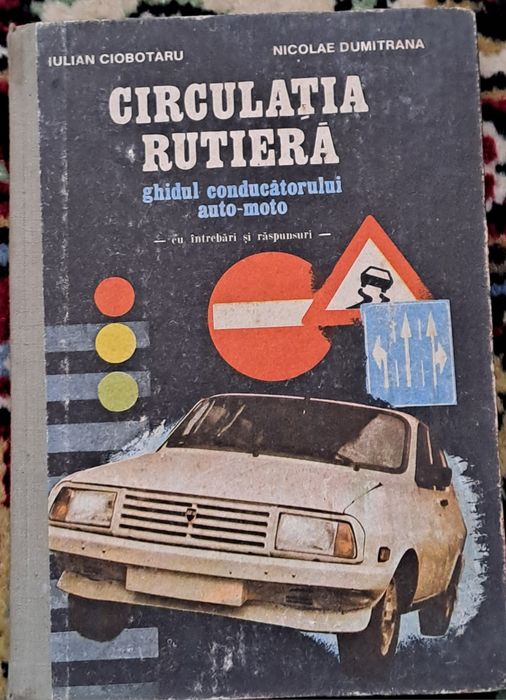 IULIAN CIOBOTARU NICOLAE DUMITRANA
CIRCULAȚIA
RUTIERĂ
ghidul conducătorului
auto-moto
— cu întrebări și răspunsuri —